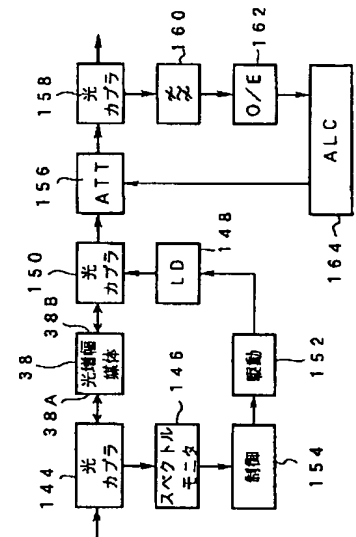 144
光
カプラ
38A
38
光増幅
媒体
38B
150
光
カプラ
156
ATT
158
光
カプラ
146
スペクトル
モニタ
LD
148
160
154
制御
152
駆動
O/E
162
164
ALC